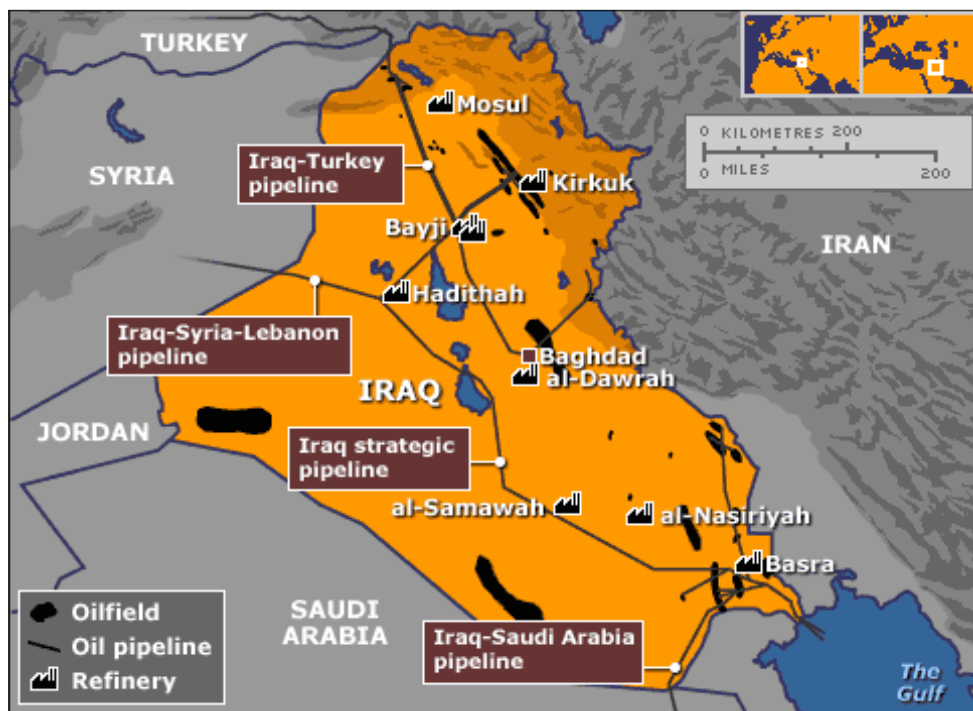 TURKEY
Mosul
0 KILOMETRES 200
0 MILES 200
Iraq-Turkey
pipeline
SYRIA
Kirkuk
Bayji
IRAN
Hadithah
Iraq-Syria-Lebanon
pipeline
Baghdad
al-Dawrah
IRAQ
JORDAN
Iraq strategic
pipeline
al-Samawah
al-Nasiriyah
Basra
SAUDI
ARABIA
Iraq-Saudi Arabia
pipeline
Oilfield
Oil pipeline
Refinery
The
Gulf